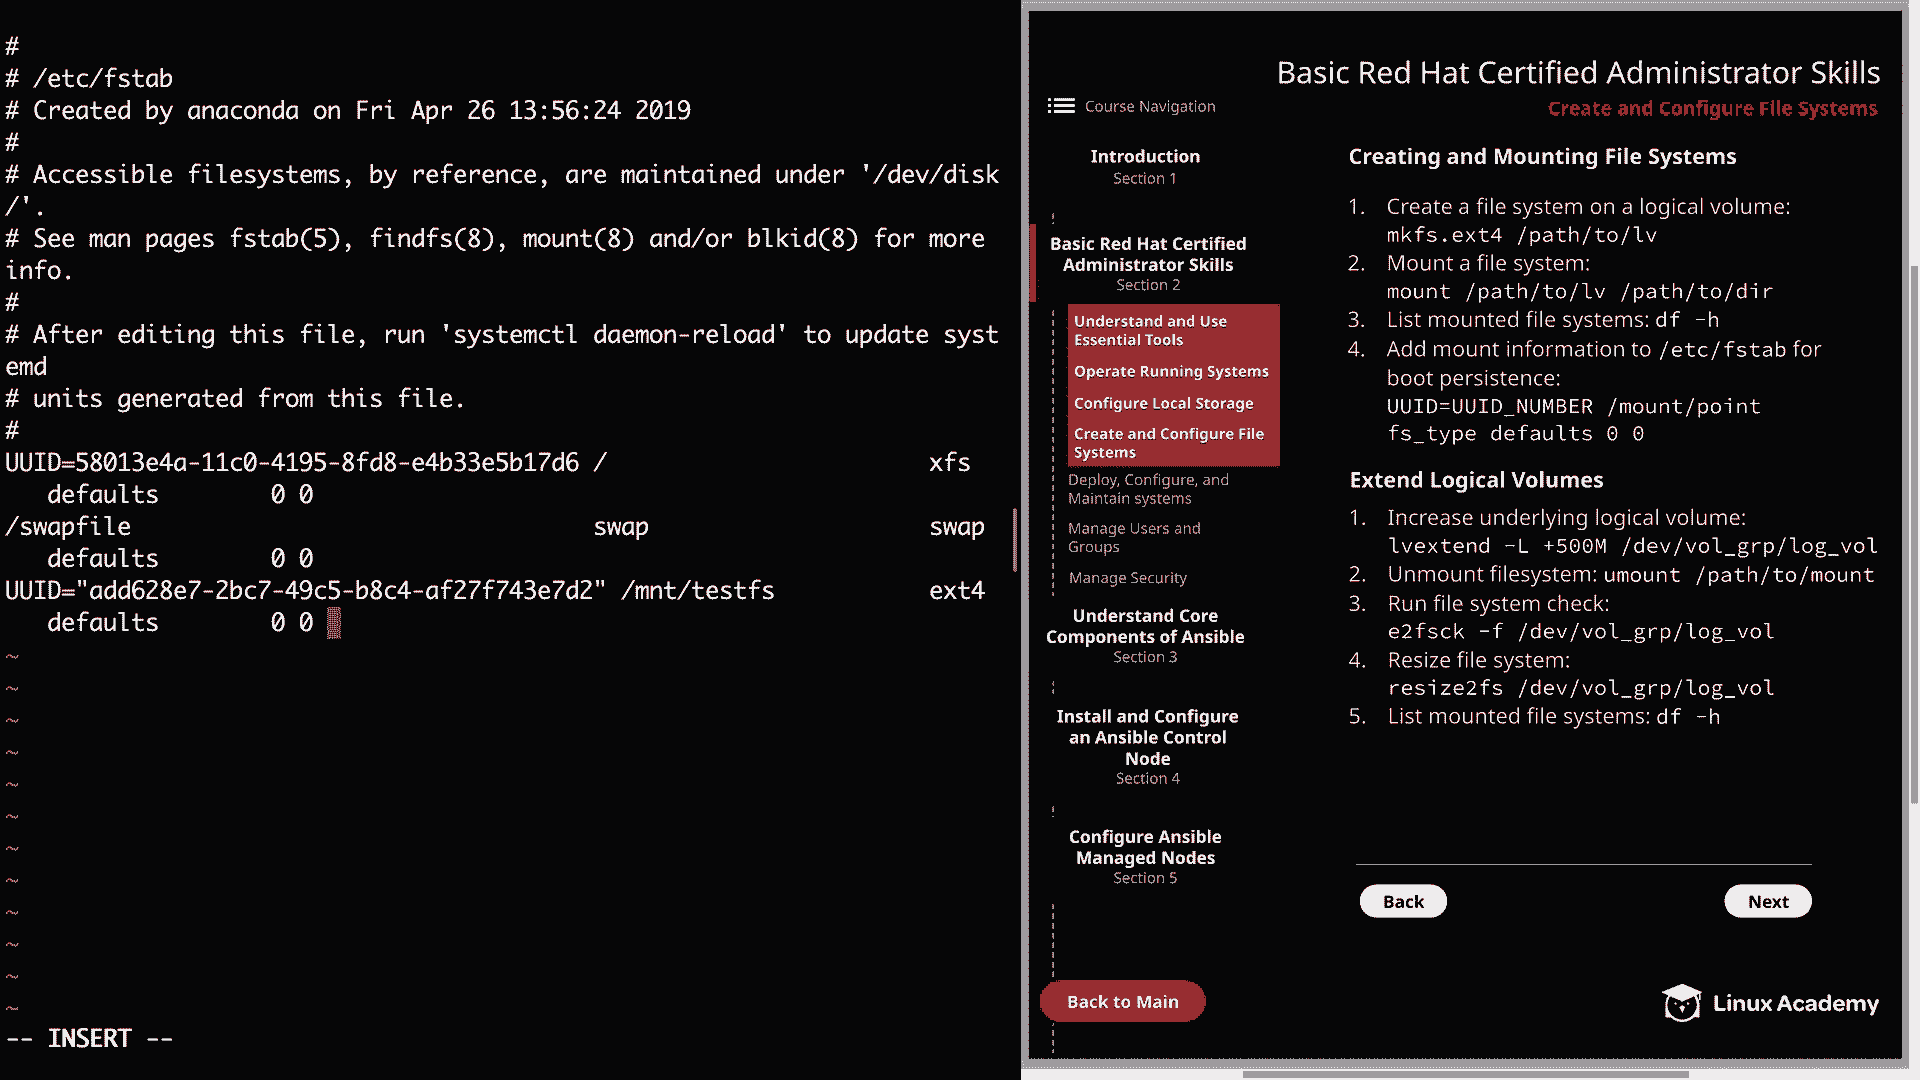 #
# /etc/fstab
# Created by anaconda on Fri Apr 26 13:56:24 2019
#
# Accessible filesystems, by reference, are maintained under '/dev/disk
/'.
# See man pages fstab(5), findfs(8), mount(8) and/or blkid(8) for more
info.
#
# After editing this file, run 'systemctl daemon-reload' to update syst
emd
# units generated from this file.
#
UUID=58013e4a-11c0-4195-8fd8-e4b33e5b17d6 / xfs
defaults 0 0
/swapfile swap swap
defaults 0 0
UUID="add628e7-2bc7-49c5-b8c4-af27f743e7d2" /mnt/testfs ext4
defaults 0 0
~
~
~
~
~
~
~
~
~
~
~
~
-- INSERT --
Basic Red Hat Certified Administrator Skills
Create and Configure File Systems
Course Navigation
Introduction
Section 1
Basic Red Hat Certified
Administrator Skills
Section 2
Understand and Use
Essential Tools
Operate Running Systems
Configure Local Storage
Create and Configure File
Systems
Deploy, Configure, and
Maintain systems
Manage Users and
Groups
Manage Security
Understand Core
Components of Ansible
Section 3
Install and Configure
an Ansible Control
Node
Section 4
Configure Ansible
Managed Nodes
Section 5
Back to Main
Creating and Mounting File Systems
1. Create a file system on a logical volume:
mkfs.ext4 /path/to/lv
2. Mount a file system:
mount /path/to/lv /path/to/dir
3. List mounted file systems: df -h
4. Add mount information to /etc/fstab for
boot persistence:
UUID=UUID_NUMBER /mount/point
fs_type defaults 0 0
Extend Logical Volumes
1. Increase underlying logical volume:
lvextend -L +500M /dev/vol_grp/log_vol
2. Unmount filesystem: umount /path/to/mount
3. Run file system check:
e2fsck -f /dev/vol_grp/log_vol
4. Resize file system:
resize2fs /dev/vol_grp/log_vol
5. List mounted file systems: df -h
Back
Next
Linux Academy